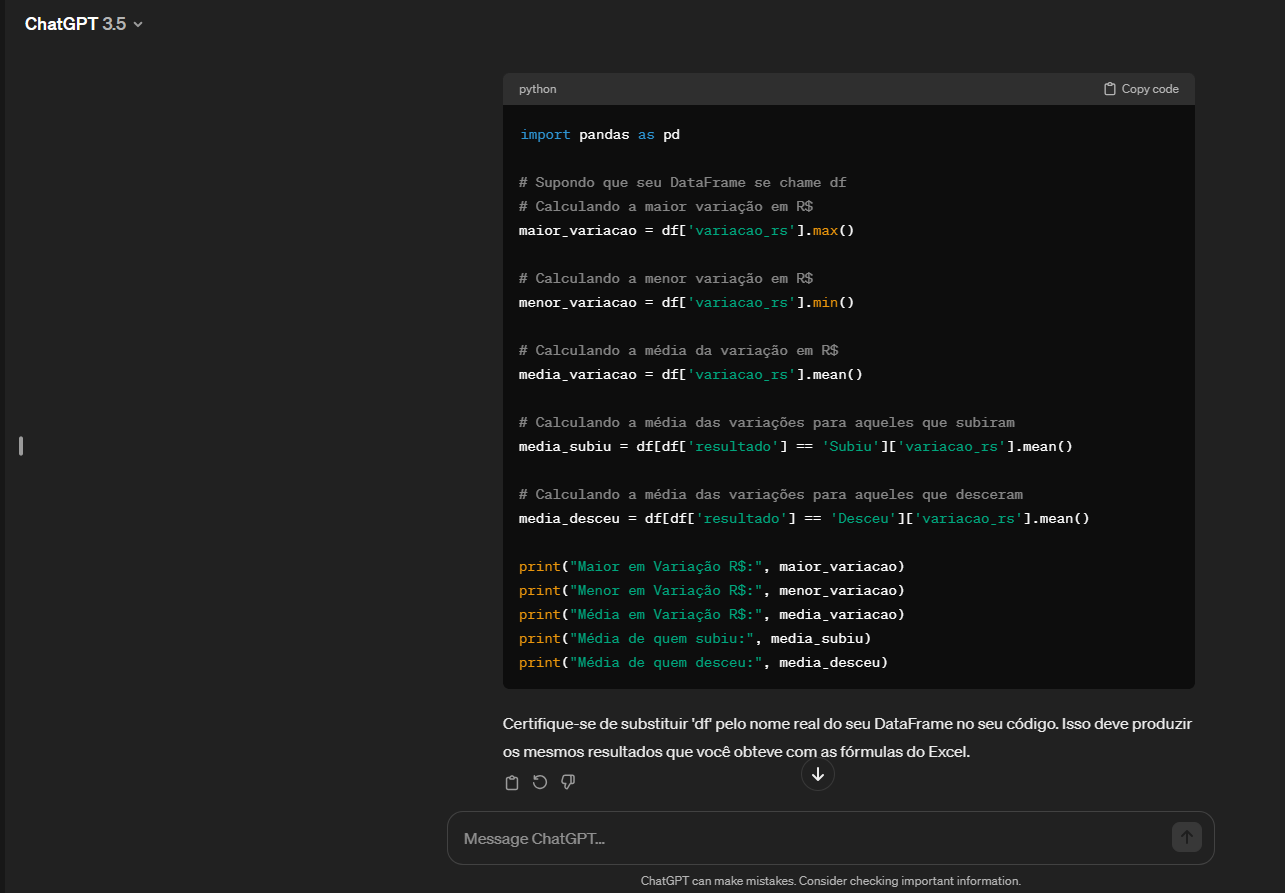 ChatGPT 3.5
python
Copy code
import pandas as pd
# Supondo que seu DataFrame se chame df
# Calculando a maior variação em R$
maior_variacao = df['variacao_rs'].max()
# Calculando a menor variação em R$
menor_variacao = df['variacao_rs'].min()
# Calculando a média da variação em R$
media_variacao = df['variacao_rs'].mean()
# Calculando a média das variações para aqueles que subiram
media_subiu = df[df['resultado'] == 'Subiu']['variacao_rs'].mean()
# Calculando a média das variações para aqueles que desceram
media_desceu = df[df['resultado'] == 'Desceu']['variacao_rs'].mean()
print("Maior em Variação R$:", maior_variacao)
print("Menor em Variação R$:", menor_variacao)
print("Média em Variação R$:", media_variacao)
print("Média de quem subiu:", media_subiu)
print("Média de quem desceu:", media_desceu)
Certifique-se de substituir 'df' pelo nome real do seu DataFrame no seu código. Isso deve produzir
os mesmos resultados que você obteve com as fórmulas do Excel.
Message ChatGPT...
ChatGPT can make mistakes. Consider checking important information.